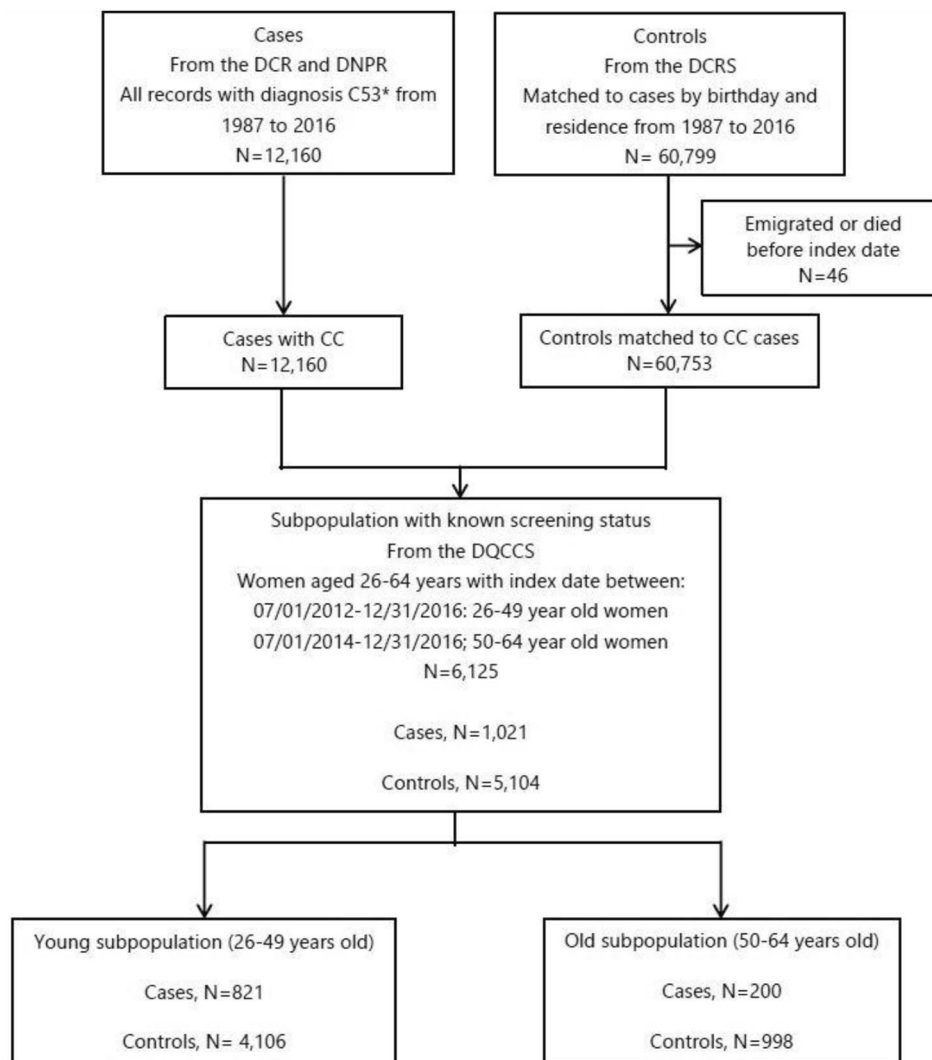 Cases
From the DCR and DNPR
All records with diagnosis C53* from
1987 to 2016
N=12,160
Controls
From the DCRS
Matched to cases by birthday and
residence from 1987 to 2016
N= 60,799
Emigrated or died
before index date
N=46
Cases with CC
N=12,160
Controls matched to CC cases
N=60,753
Subpopulation with known screening status
From the DQCCS
Women aged 26-64 years with index date between:
07/01/2012-12/31/2016: 26-49 year old women
07/01/2014-12/31/2016; 50-64 year old women
N=6,125
Cases, N=1,021
Controls, N=5,104
Young subpopulation (26-49 years old)
Cases, N=821
Controls, N= 4,106
Old subpopulation (50-64 years old)
Cases, N=200
Controls, N=998